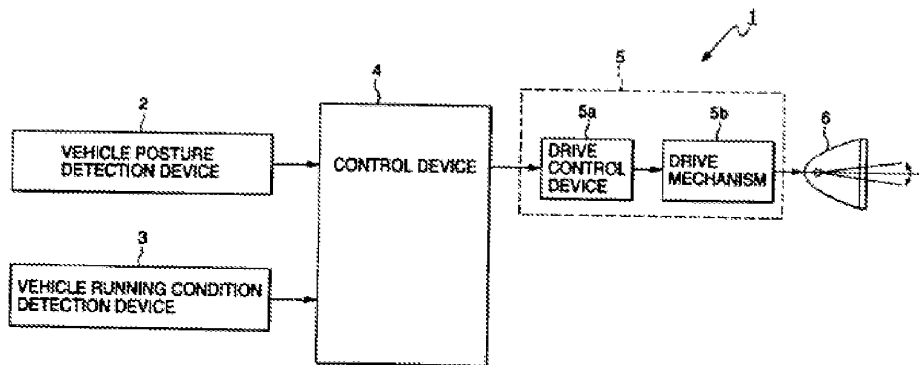 1
5
4
2
5a
5b
6
VEHICLE POSTURE
DETECTION DEVICE
CONTROL DEVICE
DRIVE
CONTROL
DEVICE
DRIVE
MECHANISM
3
VEHICLE RUNNING CONDITION
DETECTION DEVICE